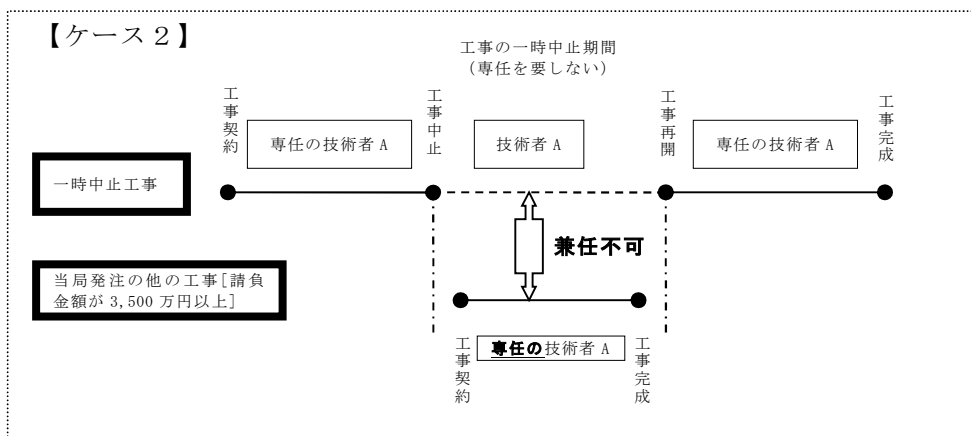 【ケース２】
工事の一時中止期間
（専任を要しない）
工事契約
専任の技術者 A
工事中止
技術者 A
工事再開
専任の技術者 A
工事完成
一時中止工事
兼任不可
当局発注の他の工事[請負
金額が 3,500 万円以上]
工事契約
専任の技術者 A
工事完成